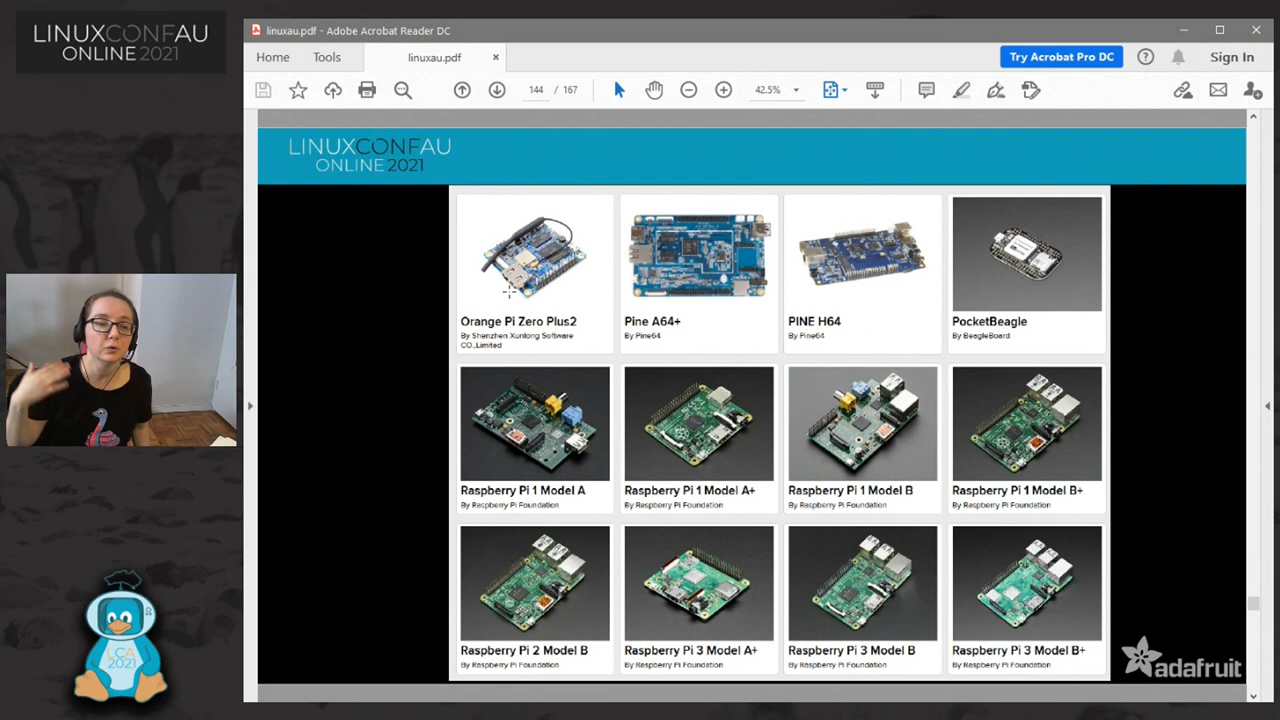 LINUXCONFAU
ONLINE 2021
linuxau.pdf - Adobe Acrobat Reader DC
Home
Tools
linuxau.pdf
×
Try Acrobat Pro DC
Sign In
144 / 167
42.5%
LINUXCONFAU
ONLINE 2021
Orange Pi Zero Plus2
By Shenzhen Xunlong Software
CO.,Limited
Pine A64+
By Pine64
PINE H64
By Pine64
PocketBeagle
By BeagleBoard
Raspberry Pi 1 Model A
By Raspberry Pi Foundation
Raspberry Pi 1 Model A+
By Raspberry Pi Foundation
Raspberry Pi 1 Model B
By Raspberry Pi Foundation
Raspberry Pi 1 Model B+
By Raspberry Pi Foundation
Raspberry Pi 2 Model B
By Raspberry Pi Foundation
Raspberry Pi 3 Model A+
By Raspberry Pi Foundation
Raspberry Pi 3 Model B
By Raspberry Pi Foundation
Raspberry Pi 3 Model B+
By Raspberry Pi Foundation
LCA
2021
adafruit